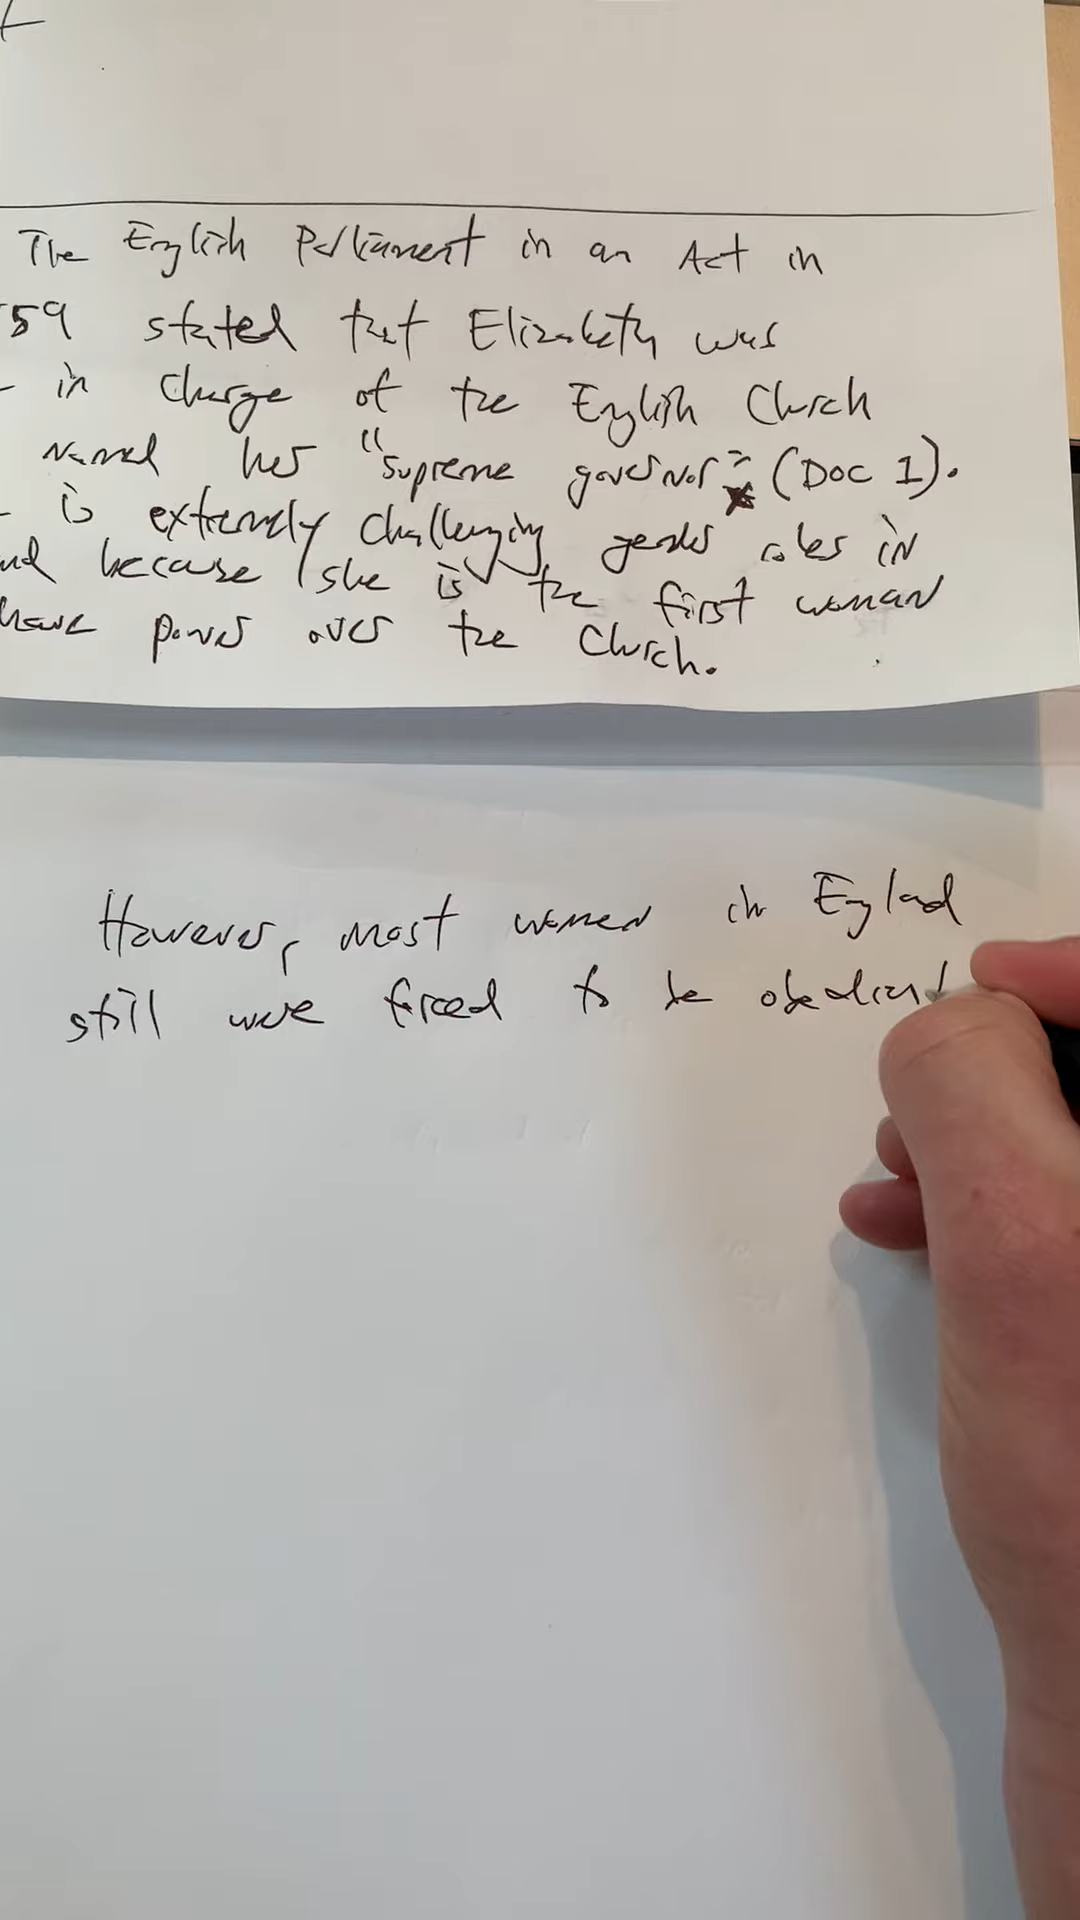 The English Parliament in an Act in
59 stated that Elizabeth was
in charge of the English Church
named her "supreme governor" (Doc 1).
is extremely challenging gender roles in
because she is the first woman
have power over the Church.
However, most women in Englad
still were forced to be obedient